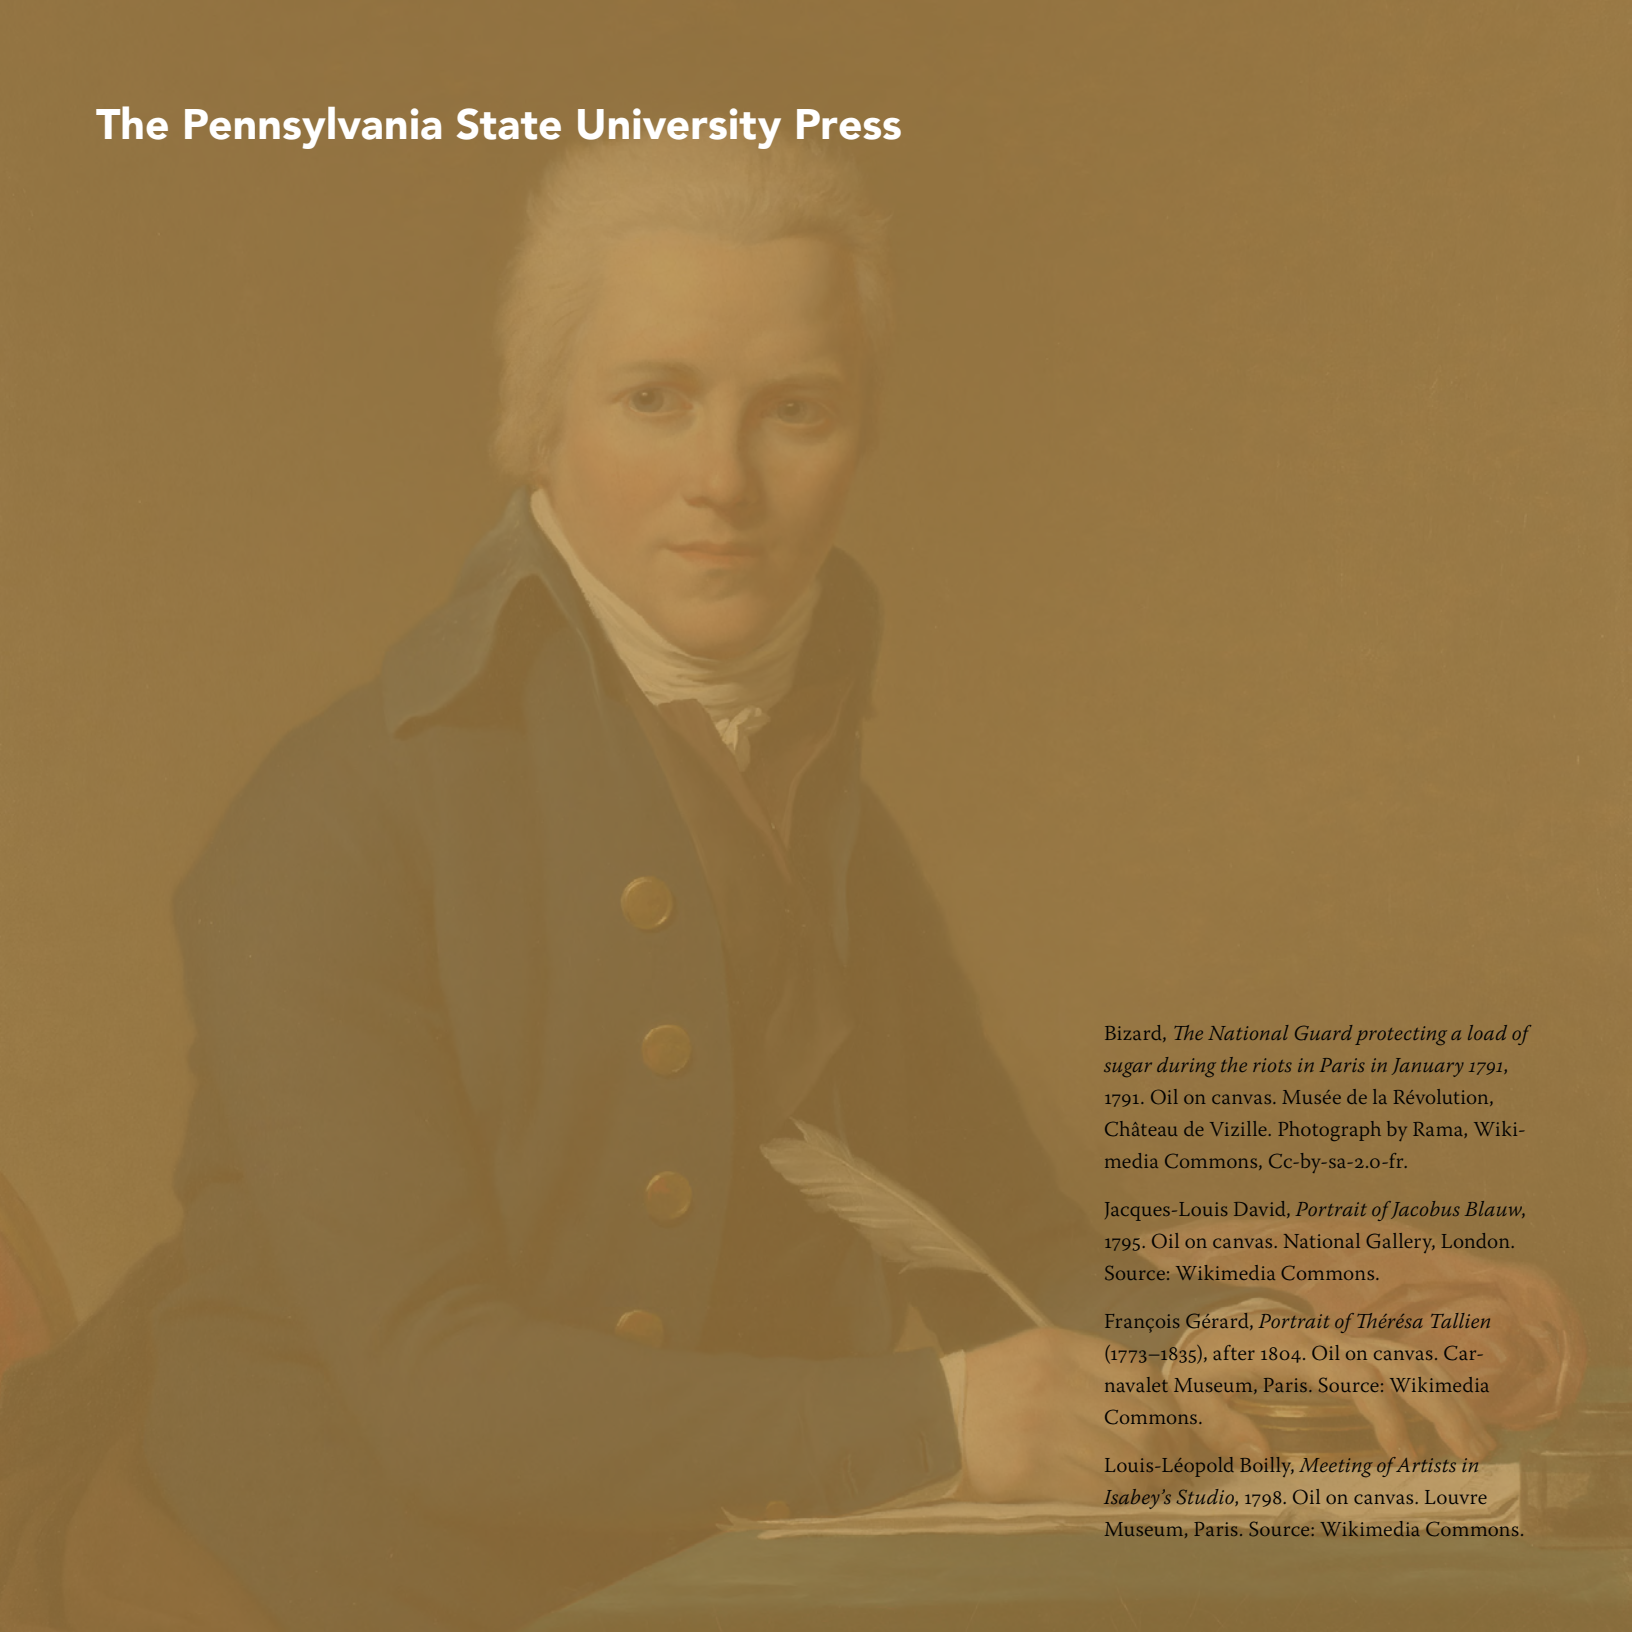 The Pennsylvania State University Press
Bizard, The National Guard protecting a load of
sugar during the riots in Paris in January 1791,
1791. Oil on canvas. Musée de la Révolution,
Château de Vizille. Photograph by Rama, Wiki-
media Commons, Cc-by-sa-2.0-fr.
Jacques-Louis David, Portrait of Jacobus Blauw,
1795. Oil on canvas. National Gallery, London.
Source: Wikimedia Commons.
François Gérard, Portrait of Thérésa Tallien
(1773–1835), after 1804. Oil on canvas. Car-
navalet Museum, Paris. Source: Wikimedia
Commons.
Louis-Léopold Boilly, Meeting of Artists in
Isabey’s Studio, 1798. Oil on canvas. Louvre
Museum, Paris. Source: Wikimedia Commons.